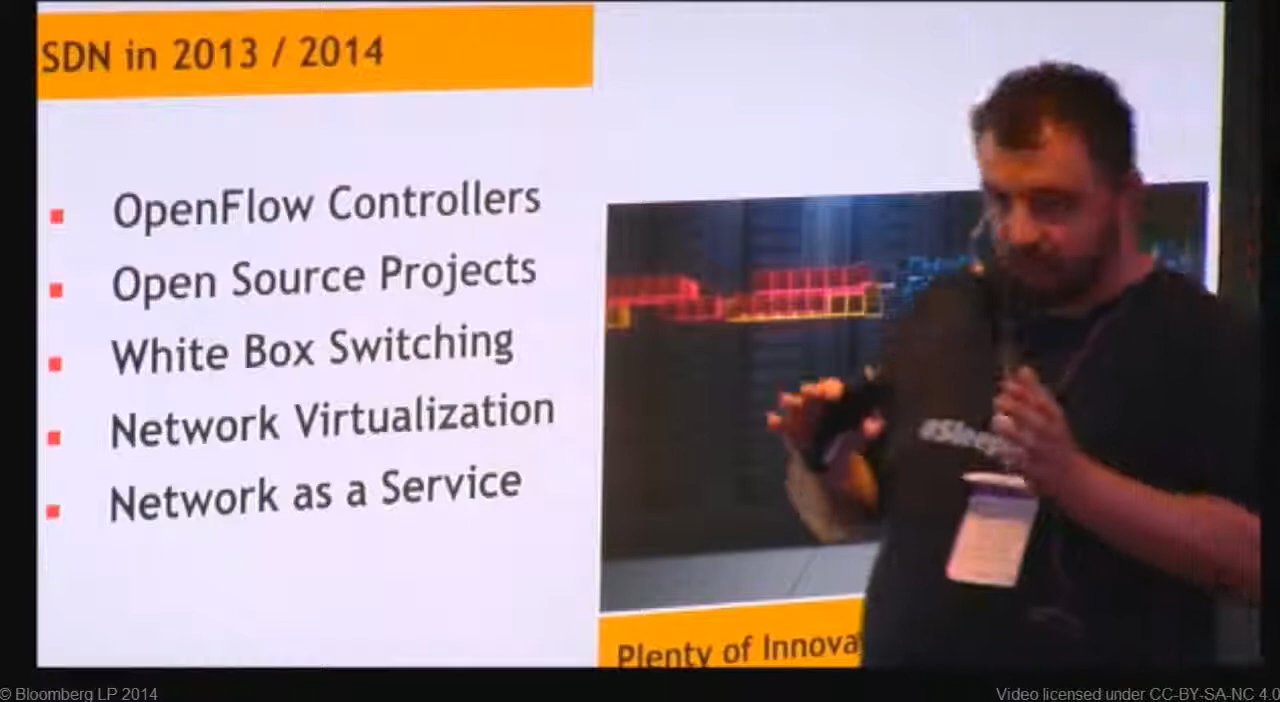 SDN in 2013 / 2014
OpenFlow Controllers
Open Source Projects
White Box Switching
Network Virtualization
Network as a Service
Plenty of
© Bloomberg LP 2014
Video licensed under CC-BY-SA-NC 4.0